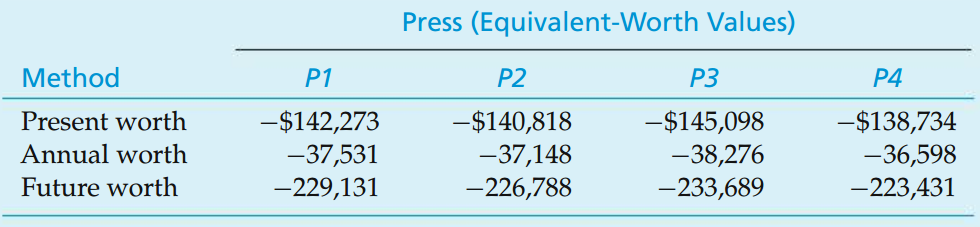 Press (Equivalent-Worth Values)
Method P1 P2 P3 P4
Present worth –$142,273 –$140,818 –$145,098 –$138,734
Annual worth –37,531 –37,148 –38,276 –36,598
Future worth –229,131 –226,788 –233,689 –223,431